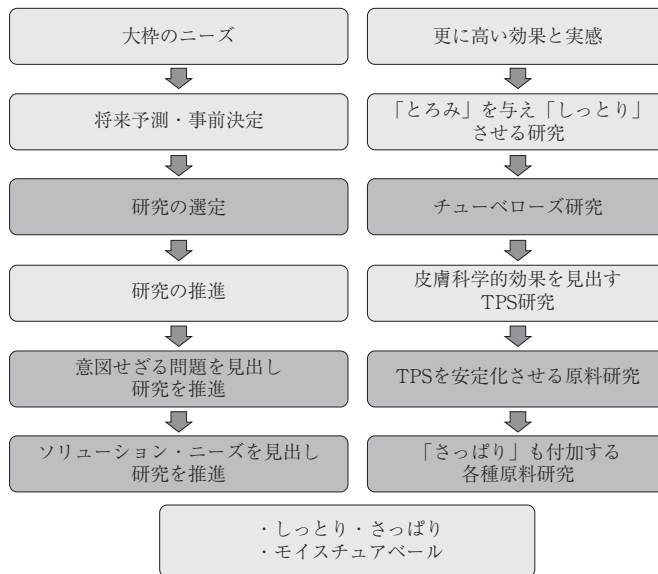 大枠のニーズ
更に高い効果と実感
将来予測・事前決定
「とろみ」を与え「しっとり」
させる研究
研究の選定
チューベローズ研究
研究の推進
皮膚科学的効果を見出す
TPS研究
意図せざる問題を見出し
研究を推進
TPSを安定化させる原料研究
ソリューション・ニーズを見出し
研究を推進
「さっぱり」も付加する
各種原料研究
・しっとり・さっぱり
・モイスチュアベール